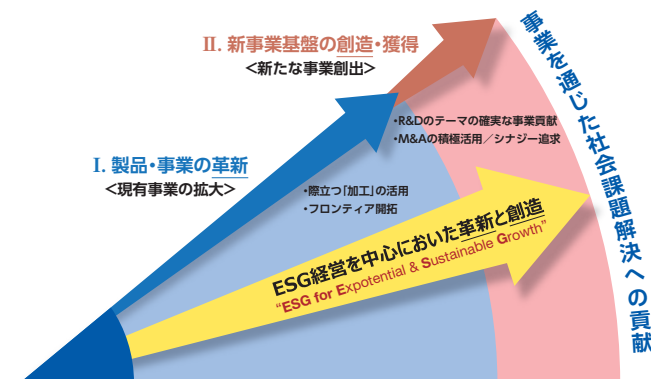 Ⅱ. 新事業基盤の創造・獲得
＜新たな事業創出＞
・R&Dのテーマの確実な事業貢献
・M&Aの積極活用／シナジー追求
Ⅰ. 製品・事業の革新
＜現有事業の拡大＞
・際立つ「加工」の活用
・フロンティア開拓
ESG経営を中心においた革新と創造
“ESG for Expotential & Sustainable Growth”
事業を通じた社会課題解決への貢献